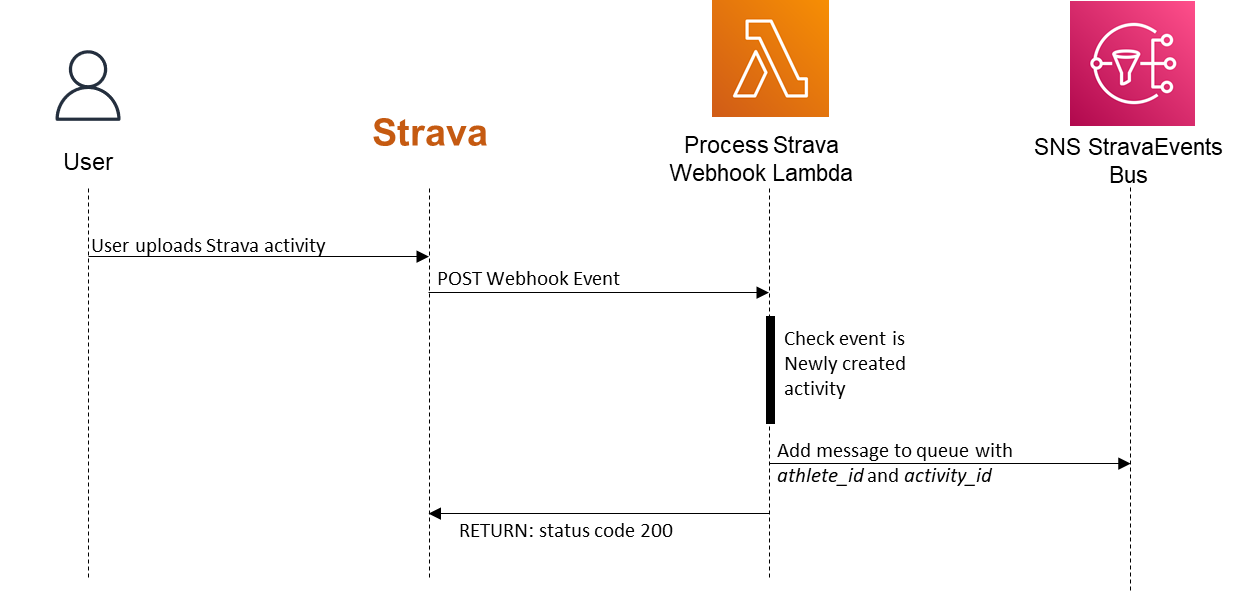 User
Strava
Process Strava
Webhook Lambda
SNS StravaEvents
Bus
User uploads Strava activity
POST Webhook Event
Check event is
Newly created
activity
Add message to queue with
athlete_id and activity_id
RETURN: status code 200